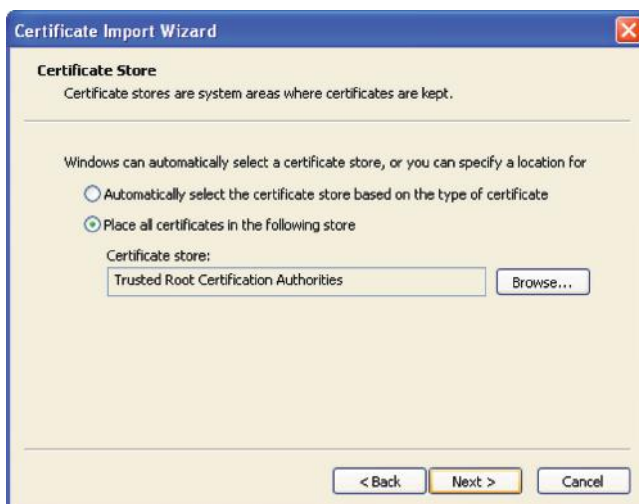 Certificate Import Wizard
Certificate Store
Certificate stores are system areas where certificates are kept.
Windows can automatically select a certificate store, or you can specify a location for
Automatically select the certificate store based on the type of certificate
Place all certificates in the following store
Certificate store:
Trusted Root Certification Authorities
Browse...
< Back
Next >
Cancel